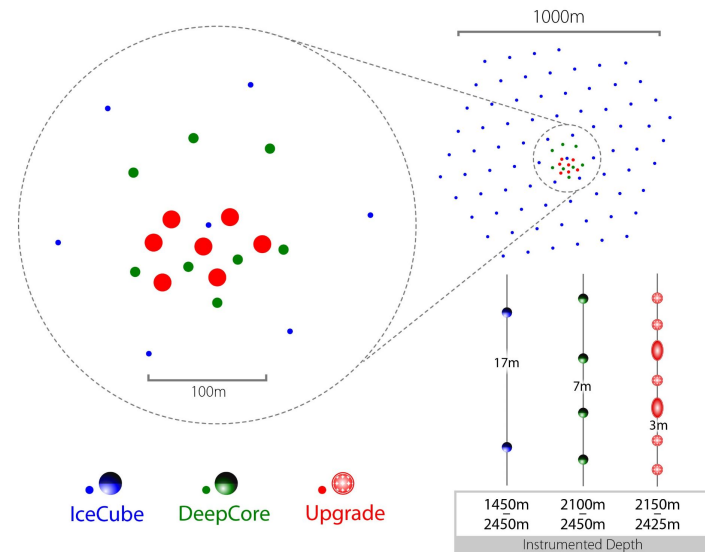 1000m
100m
17m
7m
3m
IceCube
DeepCore
Upgrade
1450m
–
2450m
2100m
–
2450m
2150m
–
2425m
Instrumented Depth